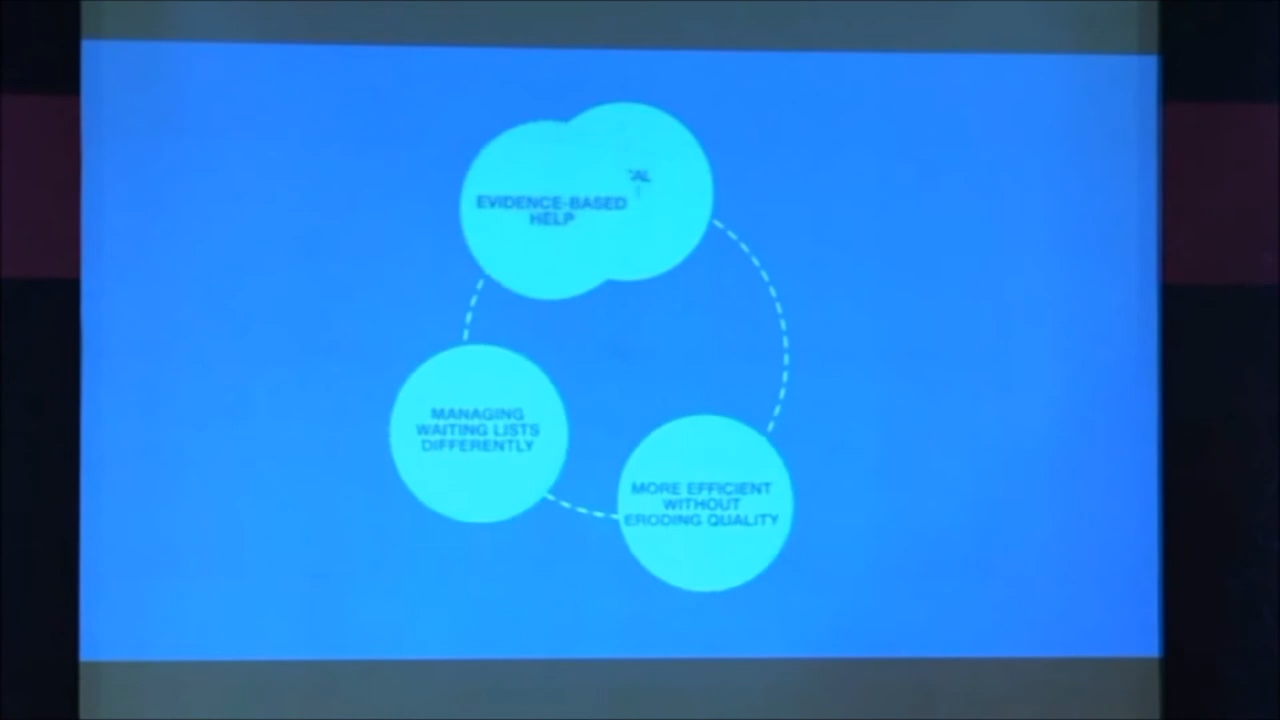 EVIDENCE-BASED
HELP
MANAGING
WAITING LISTS
DIFFERENTLY
MORE EFFICIENT
WITHOUT
ERODING QUALITY